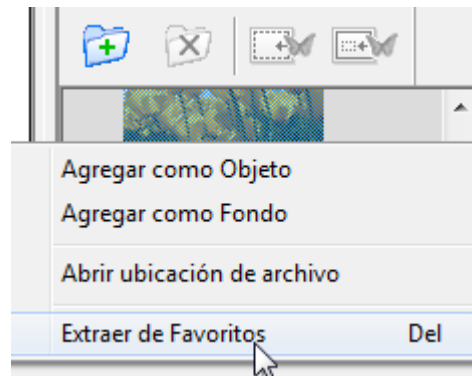 Agregar como Objeto
Agregar como Fondo
Abrir ubicación de archivo
Extraer de Favoritos Del